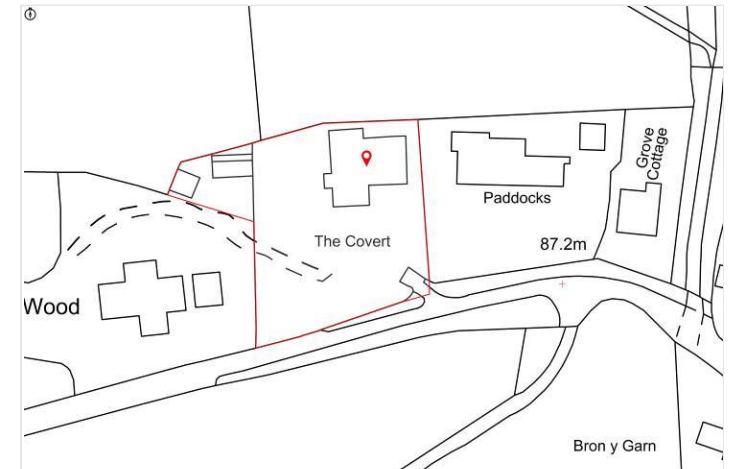 Grove
Cottage
Paddocks
The Covert
87.2m
Wood
Bron y Garn